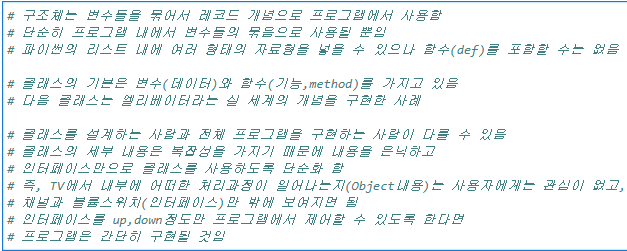 # 구조체는 변수들을 묶어서 레코드 개념으로 프로그램에서 사용함
# 단순히 프로그램 내에서 변수들의 묶음으로 사용될 뿐임
# 파이썬의 리스트 내에 여러 형태의 자료형을 넣을 수 있으나 함수(def)를 포함할 수는 없음
# 클래스의 기본은 변수(데이터)와 함수(기능,method)를 가지고 있음
# 다음 클래스는 엘리베이터라는 실 세계의 개념을 구현한 사례
# 클래스를 설계하는 사람과 전체 프로그램을 구현하는 사람이 다를 수 있음
# 클래스의 세부 내용은 복잡성을 가지기 때문에 내용을 은닉하고
# 인터페이스만으로 클래스를 사용하도록 단순화 함
# 즉, TV에서 내부에 어떠한 처리과정이 일어나는지(Object내용)는 사용자에게는 관심이 없고,
# 채널과 볼륨스위치(인터페이스)만 밖에 보여지면 됨
# 인터페이스를 up,down정도만 프로그램에서 제어할 수 있도록 한다면
# 프로그램은 간단히 구현될 것임